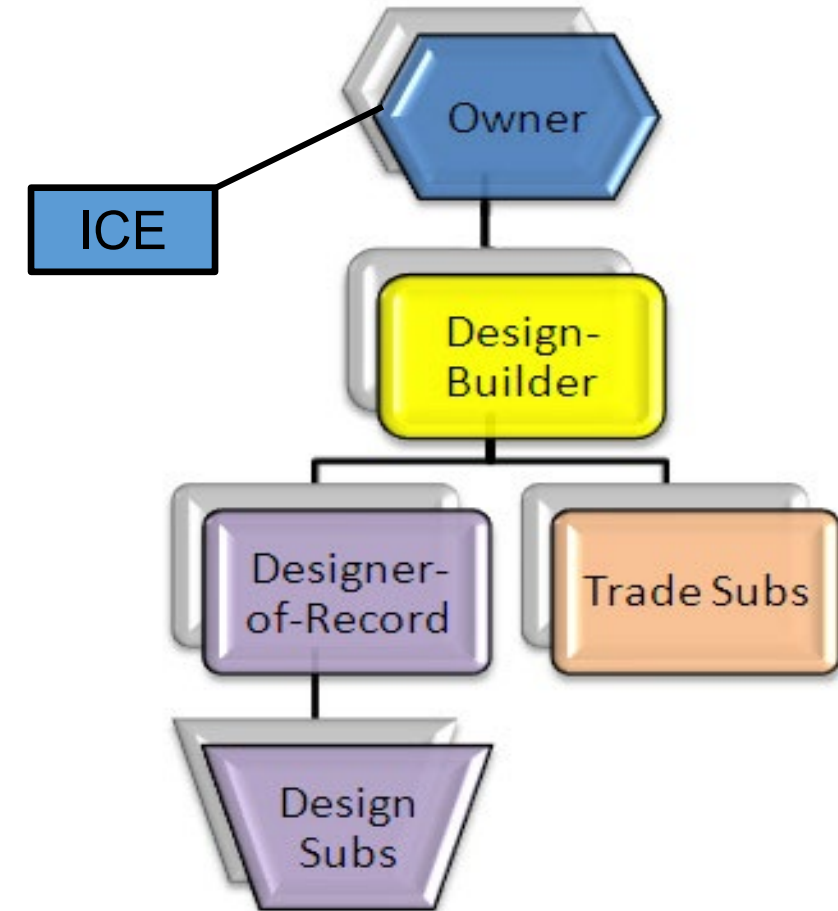 Owner
ICE
Design-
Builder
Designer-
of-Record
Trade Subs
Design
Subs